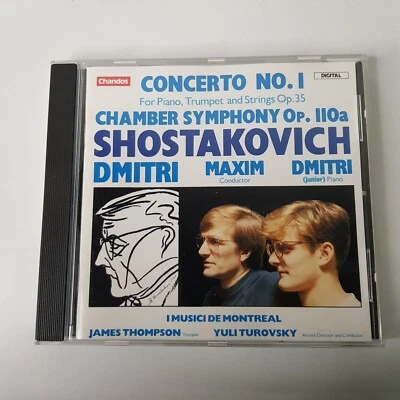 Chandos
DIGITAL
CONCERTO NO. 1
For Piano, Trumpet and Strings Op.35
CHAMBER SYMPHONY OP. 110a
SHOSTAKOVICH
DMITRI MAXIM DMITRI
Conductor (junior) Piano
I MUSICI DE MONTREAL
JAMES THOMPSON Trumpet YULI TUROVSKY Artistic Director and Conductor